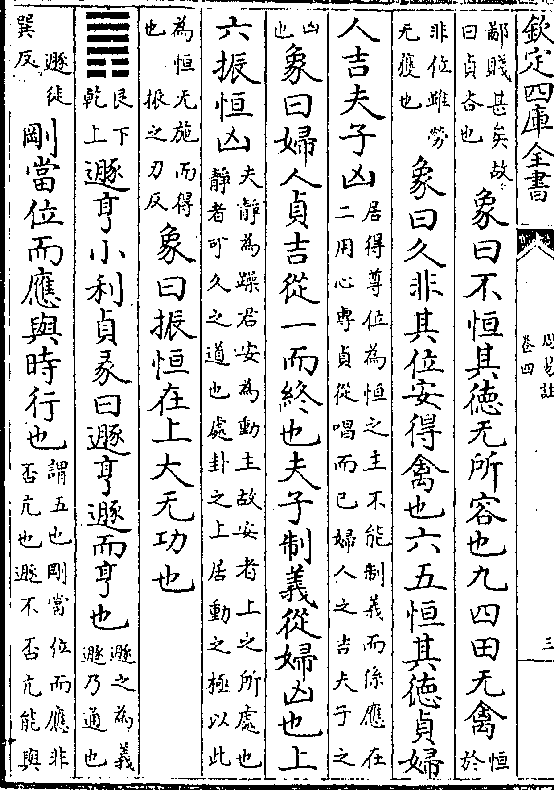 欽定四庫全書
周易註
卷四
三
鄙賤甚矣故
曰貞吝也
象曰不恒其徳无所容也九四田无禽
恒
於
非位雖勞
无獲也
象曰久非其位安得禽也六五恒其徳貞婦
人吉夫子凶
居得尊位為恒之主不能制義而係應在
二用心專貞從唱而已婦人之吉夫子之
凶
也
象曰婦人貞吉從一而終也夫子制義從婦凶也上
六振恒凶
夫靜為躁君安為動主故安者上之所處也
靜者可久之道也處卦之上居動之極以此
為恒无施而得
也 振之刀反
象曰振恒在上大无功也
䷠
艮下
乾上
遯亨小利貞彖曰遯亨遯而亨也
遯之為義
遯乃通也
遯徒
巽反
剛當位而應與時行也
謂五也剛當位而應非
否亢也遯不否亢能與